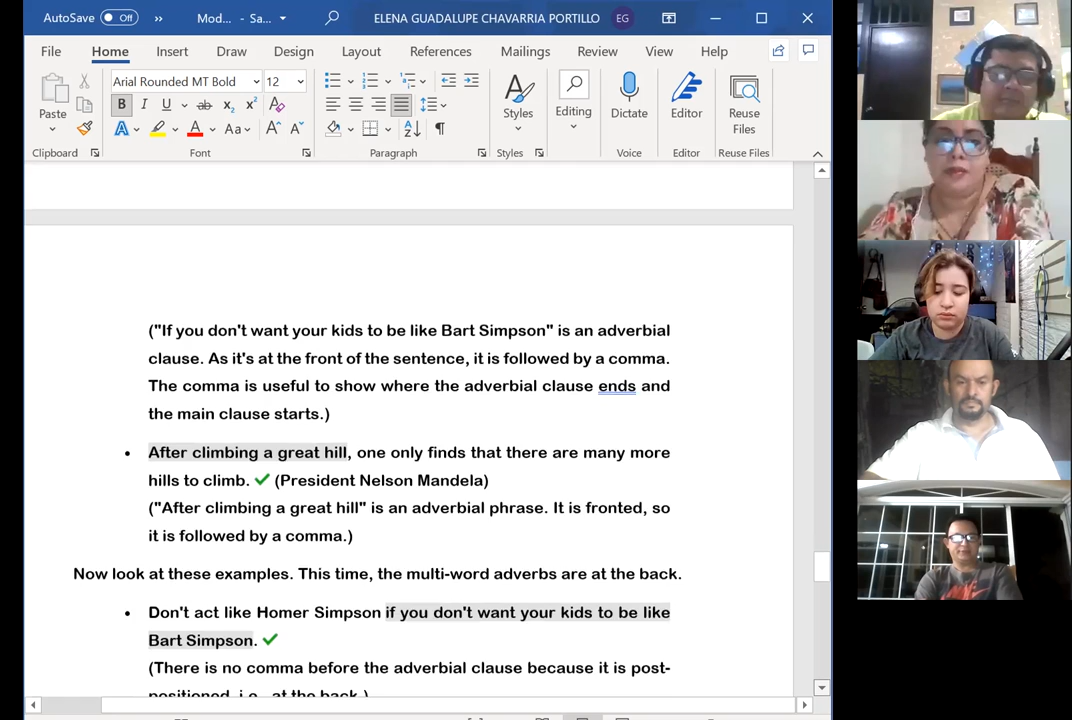 AutoSave Off Mod... - Sa... ELENA GUADALUPE CHAVARRIA PORTILLO EG
File Home Insert Draw Design Layout References Mailings Review View Help
Arial Rounded MT Bold 12
B I U ab x₂ x² A
A A Aa A A A Z
Paste Styles Editing Dictate Editor Reuse Files
Clipboard Font Paragraph Styles Voice Editor Reuse Files
("If you don't want your kids to be like Bart Simpson" is an adverbial
clause. As it's at the front of the sentence, it is followed by a comma.
The comma is useful to show where the adverbial clause ends and
the main clause starts.)
• After climbing a great hill, one only finds that there are many more
hills to climb. ✓ (President Nelson Mandela)
("After climbing a great hill" is an adverbial phrase. It is fronted, so
it is followed by a comma.)
Now look at these examples. This time, the multi-word adverbs are at the back.
• Don't act like Homer Simpson if you don't want your kids to be like
Bart Simpson. ✓
(There is no comma before the adverbial clause because it is post-
positioned, i.e., at the back.)